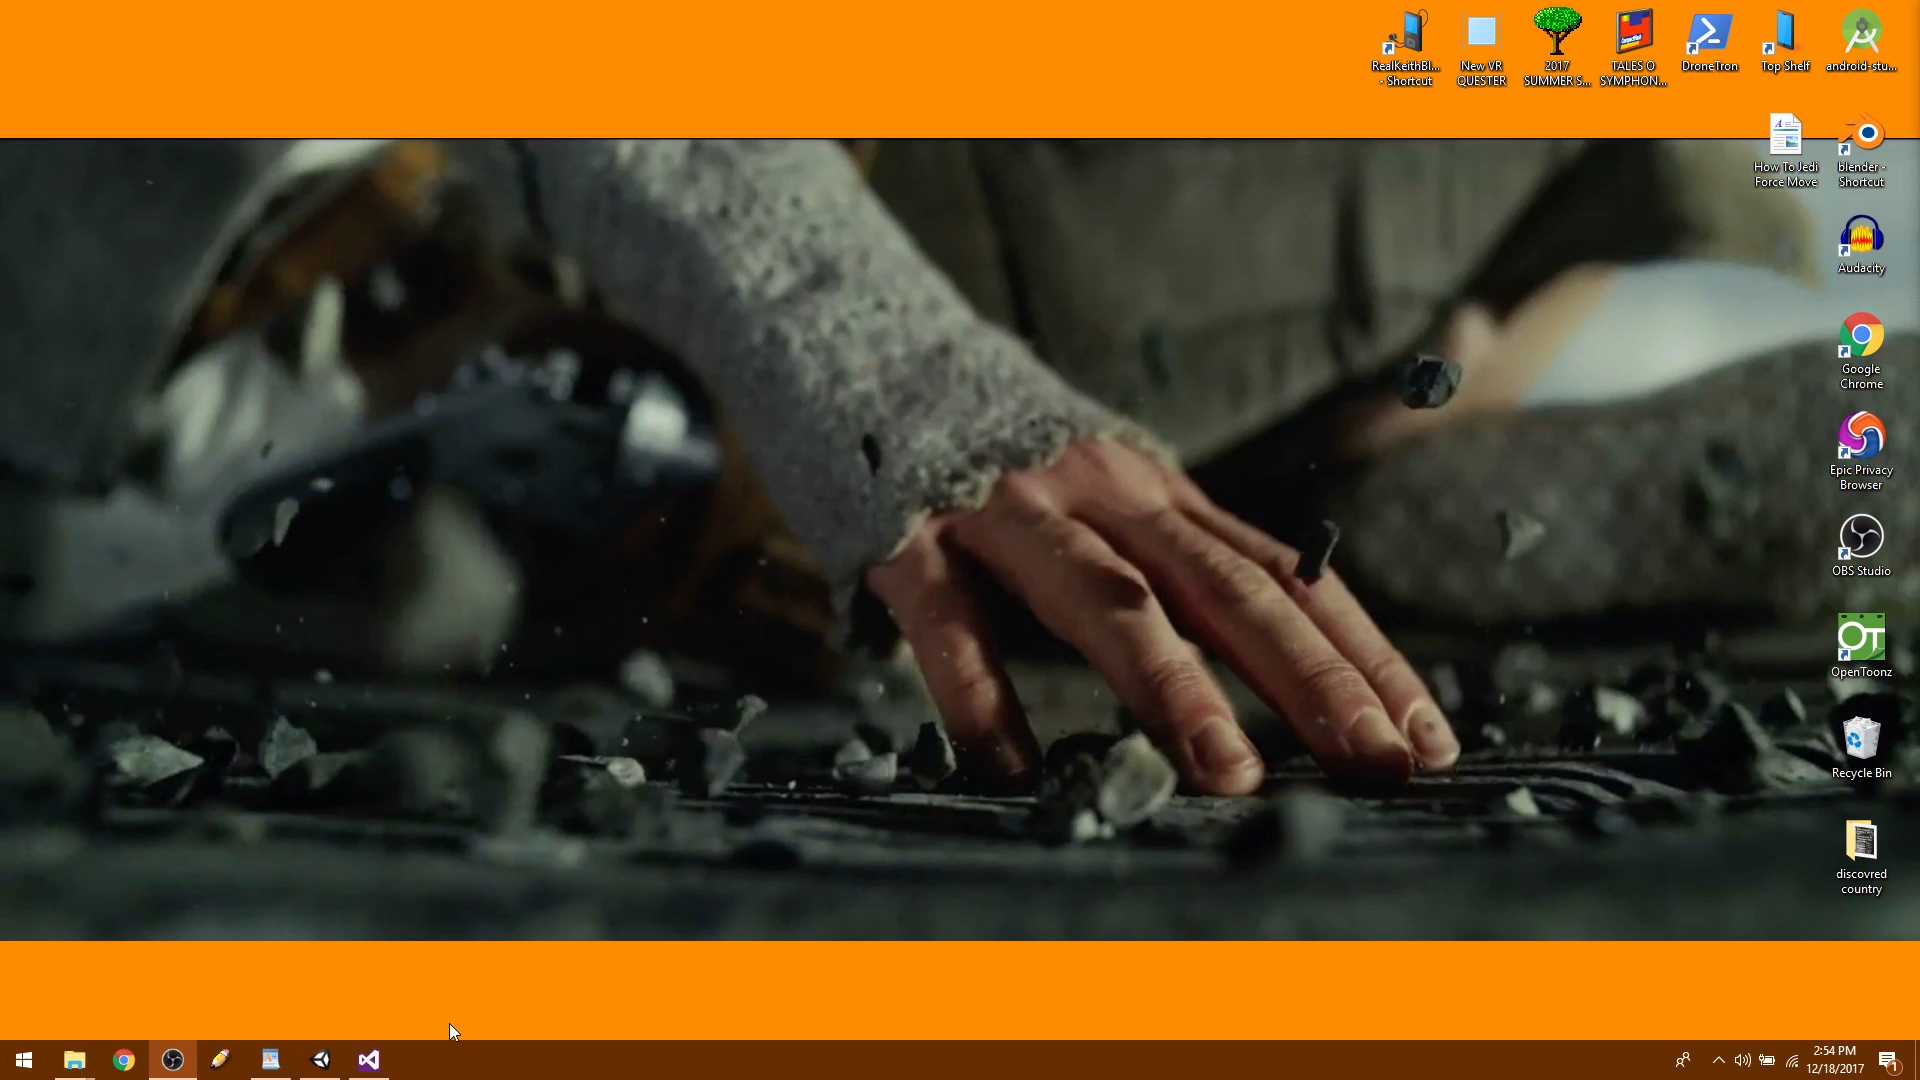 RealKeithBl...
- Shortcut
New VR
QUESTER
2017
SUMMER S...
TALES O
SYMPHON...
DroneTron
Top Shelf
android-stu...
How To Jedi
Force Move
blender -
Shortcut
Audacity
Google
Chrome
Epic Privacy
Browser
OBS Studio
OpenToonz
Recycle Bin
discovred
country
2:54 PM
12/18/2017
1